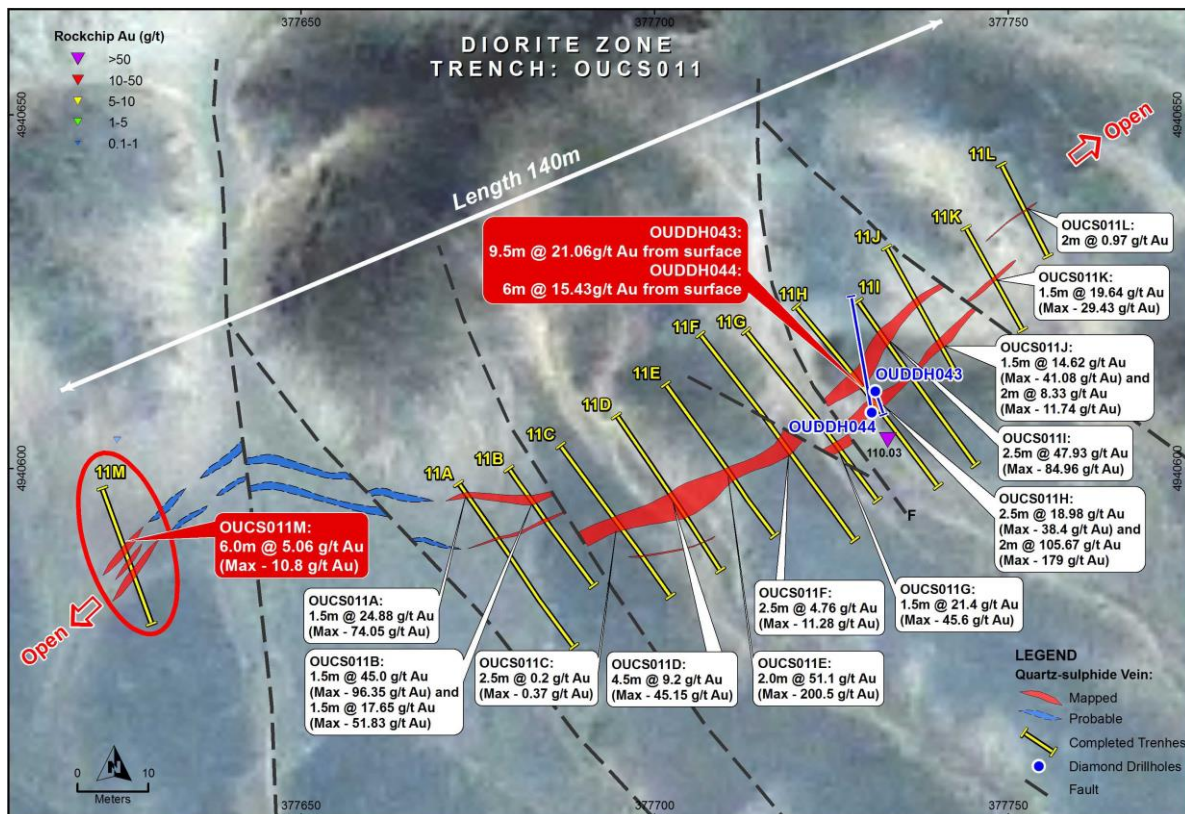 377650
377700
377750
Rockchip Au (g/t)
>50
10-50
5-10
1-5
0.1-1
DIORITE ZONE
TRENCH: OUCS011
4940650
4940650
Length 140m
Open
OUDDH043:
9.5m @ 21.06g/t Au from surface
OUDDH044:
6m @ 15.43g/t Au from surface
11L
11K
11J
11I
11H
11G
11F
11E
11D
11C
11B
11A
11M
OUCS011L:
2m @ 0.97 g/t Au
OUCS011K:
1.5m @ 19.64 g/t Au
(Max - 29.43 g/t Au)
OUCS011J:
1.5m @ 14.62 g/t Au
(Max - 41.08 g/t Au) and
2m @ 8.33 g/t Au
(Max - 11.74 g/t Au)
OUDDH043
OUDDH044
110.03
OUCS011I:
2.5m @ 47.93 g/t Au
(Max - 84.96 g/t Au)
4940600
4940600
F
OUCS011H:
2.5m @ 18.98 g/t Au
(Max - 38.4 g/t Au) and
2m @ 105.67 g/t Au
(Max - 179 g/t Au)
OUCS011M:
6.0m @ 5.06 g/t Au
(Max - 10.8 g/t Au)
Open
OUCS011A:
1.5m @ 24.88 g/t Au
(Max - 74.05 g/t Au)
OUCS011B:
1.5m @ 45.0 g/t Au
(Max - 96.35 g/t Au) and
1.5m @ 17.65 g/t Au
(Max - 51.83 g/t Au)
OUCS011C:
2.5m @ 0.2 g/t Au
(Max - 0.37 g/t Au)
OUCS011D:
4.5m @ 9.2 g/t Au
(Max - 45.15 g/t Au)
OUCS011E:
2.0m @ 51.1 g/t Au
(Max - 200.5 g/t Au)
OUCS011F:
2.5m @ 4.76 g/t Au
(Max - 11.28 g/t Au)
OUCS011G:
1.5m @ 21.4 g/t Au
(Max - 45.6 g/t Au)
LEGEND
Quartz-sulphide Vein:
Mapped
Probable
Completed Trenhes
Diamond Drillholes
Fault
N
0 10
Meters
377650
377700
377750